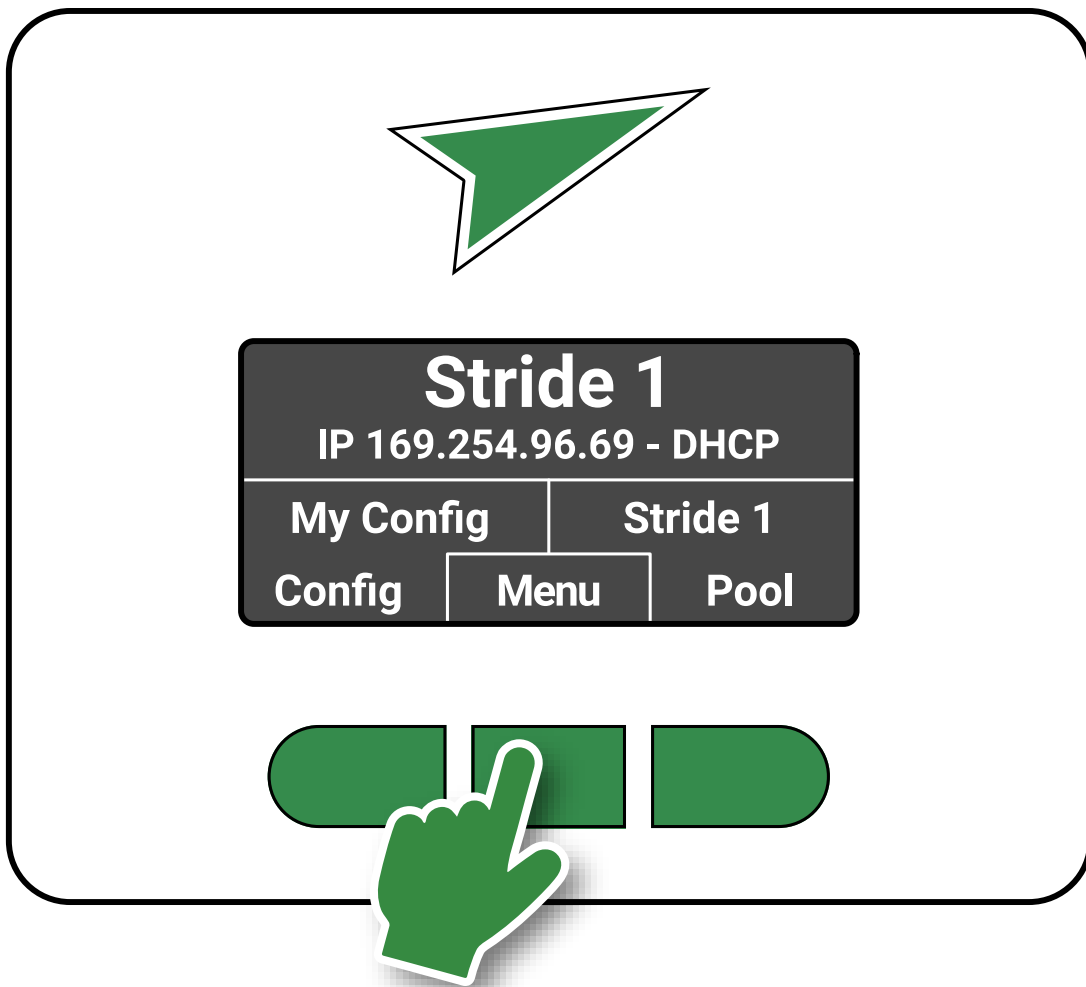 Stride 1
IP 169.254.96.69 - DHCP
My Config Stride 1
Config Menu Pool